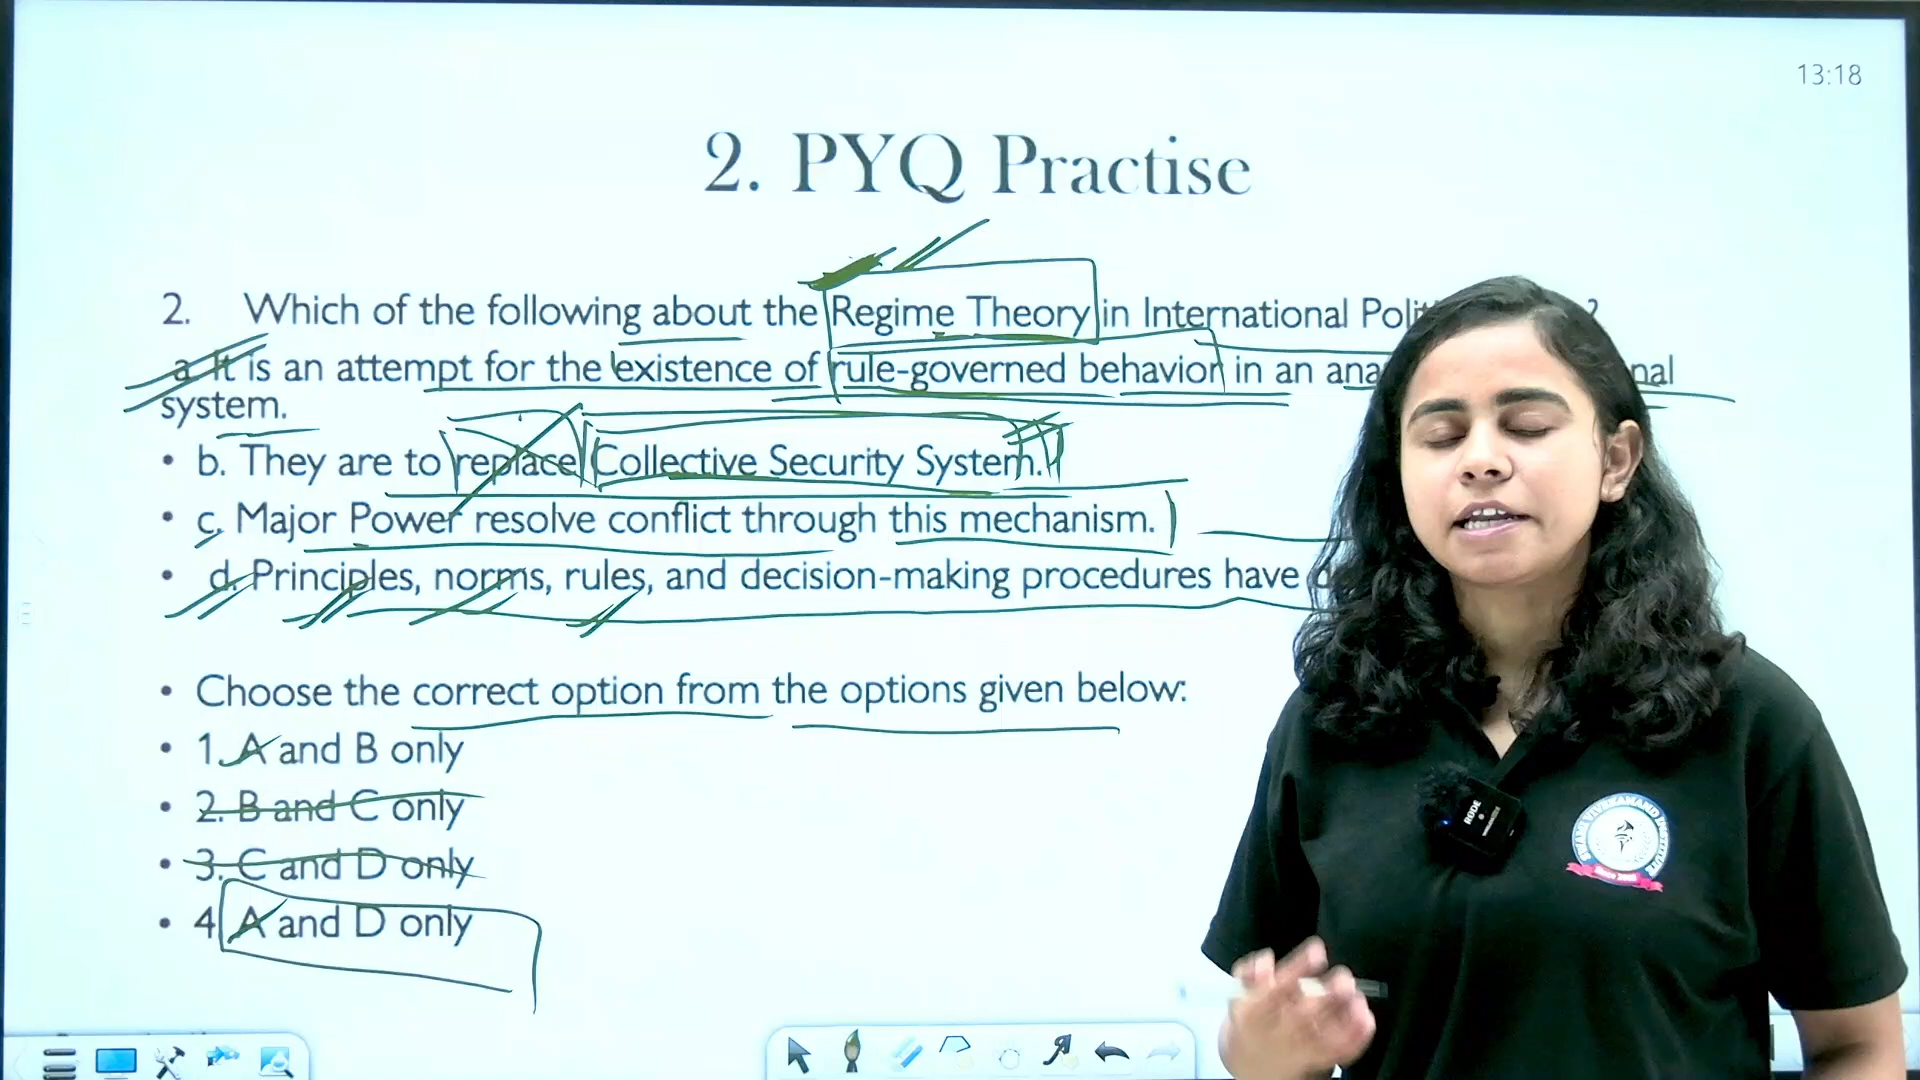 13:18
2. PYQ Practise
2. Which of the following about the Regime Theory in International
a. It is an attempt for the existence of rule-governed behavior in an
system.
• b. They are to replace Collective Security System.
• c. Major Power resolve conflict through this mechanism.
• d. Principles, norms, rules, and decision-making procedures have
• Choose the correct option from the options given below:
• 1. A and B only
• 2. B and C only
• 3. C and D only
• 4 A and D only
RØDE